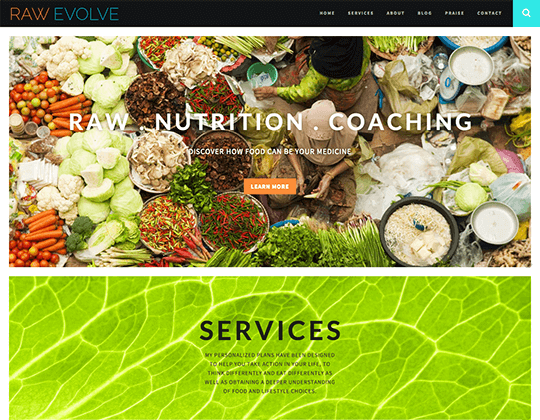 RAW EVOLVE
HOME SERVICES ABOUT BLOG PRAISE CONTACT
RAW . NUTRITION . COACHING
DISCOVER HOW FOOD CAN BE YOUR MEDICINE
LEARN MORE
SERVICES
MY PERSONALIZED PLANS HAVE BEEN DESIGNED
TO HELP YOU TAKE ACTION IN YOUR LIFE, TO
THINK DIFFERENTLY AND EAT DIFFERENTLY AS
WELL AS OBTAINING A DEEPER UNDERSTANDING
OF FOOD AND LIFESTYLE CHOICES.